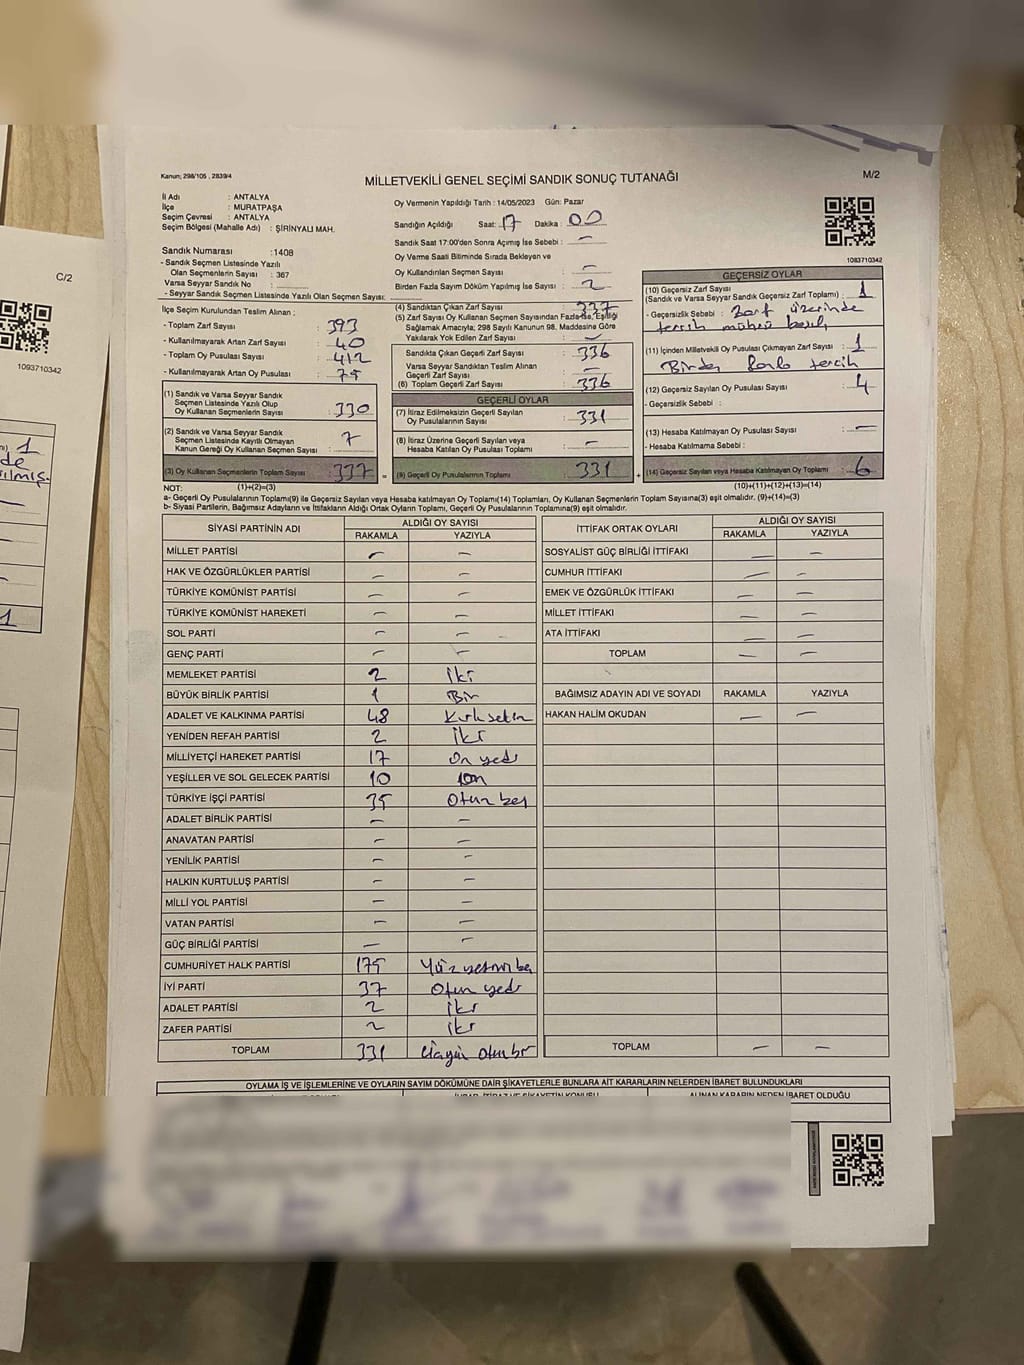 Kanun; 298/105 , 2839/4
MİLLETVEKİLİ GENEL SEÇİMİ SANDIK SONUÇ TUTANAĞI
M/2
İl Adı : ANTALYA
İlçe : MURATPAŞA
Seçim Çevresi : ANTALYA
Seçim Bölgesi (Mahalle Adı) : ŞİRİNYALI MAH.
Sandık Numarası :1408
- Sandık Seçmen Listesinde Yazılı
Olan Seçmenlerin Sayısı : 367
Varsa Seyyar Sandık No :
- Seyyar Sandık Seçmen Listesinde Yazılı Olan Seçmen Sayısı:
Oy Vermenin Yapıldığı Tarih : 14/05/2023 Gün: Pazar
Sandığın Açıldığı Saat: 17 Dakika : 00
Sandık Saat 17:00'den Sonra Açımış İse Sebebi : —
Oy Verme Saati Bitiminde Sırada Bekleyen ve
Oy Kullandırılan Seçmen Sayısı : —
Birden Fazla Sayım Döküm Yapılmış İse Sayısı : 2
1083710342
İlçe Seçim Kurulundan Teslim Alınan :
- Toplam Zarf Sayısı : 393
- Kullanılmayarak Artan Zarf Sayısı : 40
- Toplam Oy Pusulası Sayısı : 412
- Kullanılmayarak Artan Oy Pusulası : 75
(1) Sandık ve Varsa Seyyar Sandık
Seçmen Listesinde Yazılı Olup
Oy Kullanan Seçmenlerin Sayısı : 330
(2) Sandık ve Varsa Seyyar Sandık
Seçmen Listesinde Kayıtlı Olmayan
Kanun Gereği Oy Kullanan Seçmen Sayısı : 7
(3) Oy Kullanan Seçmenlerin Toplam Sayısı : 337
(4) Sandıktan Çıkan Zarf Sayısı : 337
(5) Zarf Sayısı Oy Kullanan Seçmen Sayısından Fazla ise, Eşitliği
Sağlamak Amacıyla; 298 Sayılı Kanunun 98. Maddesine Göre
Yakılarak Yok Edilen Zarf Sayısı : —
Sandıkta Çıkan Geçerli Zarf Sayısı : 336
Varsa Seyyar Sandıktan Teslim Alınan
Geçerli Zarf Sayısı : —
(6) Toplam Geçerli Zarf Sayısı : 336
GEÇERLİ OYLAR
(7) İtiraz Edilmeksizin Geçerli Sayılan
Oy Pusulalarının Sayısı : 331
(8) İtiraz Üzerine Geçerli Sayılan veya
Hesaba Katılan Oy Pusulası Toplamı : —
= (9) Geçerli Oy Pusulalarının Toplamı : 331 +
GEÇERSİZ OYLAR
(10) Geçersiz Zarf Sayısı
(Sandık ve Varsa Seyyar Sandık Geçersiz Zarf Toplamı) : 1
- Geçersizlik Sebebi : Zarf üzerinde
tercih mührü basılı
(11) İçinden Milletvekili Oy Pusulası Çıkmayan Zarf Sayısı : 1
Birden fazla tercih
(12) Geçersiz Sayılan Oy Pusulası Sayısı : 4
- Geçersizlik Sebebi :
(13) Hesaba Katılmayan Oy Pusulası Sayısı : —
- Hesaba Katılmama Sebebi :
(14) Geçersiz Sayılan veya Hesaba Katılmayan Oy Toplamı : 6
NOT: (1)+(2)=(3)
(10)+(11)+(12)+(13)=(14)
a- Geçerli Oy Pusulalarının Toplamı(9) ile Geçersiz Sayılan veya Hesaba katılmayan Oy Toplamı(14) Toplamları, Oy Kullanan Seçmenlerin Toplam Sayısına(3) eşit olmalıdır. (9)+(14)=(3)
b- Siyasi Partilerin, Bağımsız Adayların ve İttifakların Aldığı Ortak Oyların Toplamı, Geçerli Oy Pusulalarının Toplamına(9) eşit olmalıdır.
SİYASİ PARTİNİN ADI ALDIĞI OY SAYISI
RAKAMLA YAZIYLA
MİLLET PARTİSİ — —
HAK VE ÖZGÜRLÜKLER PARTİSİ — —
TÜRKİYE KOMÜNİST PARTİSİ — —
TÜRKİYE KOMÜNİST HAREKETİ — —
SOL PARTİ — —
GENÇ PARTİ — —
MEMLEKET PARTİSİ 2 İki
BÜYÜK BİRLİK PARTİSİ 1 Bir
ADALET VE KALKINMA PARTİSİ 48 Kırksekiz
YENİDEN REFAH PARTİSİ 2 İki
MİLLİYETÇİ HAREKET PARTİSİ 17 On yedi
YEŞİLLER VE SOL GELECEK PARTİSİ 10 on
TÜRKİYE İŞÇİ PARTİSİ 35 Otuz beş
ADALET BİRLİK PARTİSİ — —
ANAVATAN PARTİSİ — —
YENİLİK PARTİSİ — —
HALKIN KURTULUŞ PARTİSİ — —
MİLLİ YOL PARTİSİ — —
VATAN PARTİSİ — —
GÜÇ BİRLİĞİ PARTİSİ — —
CUMHURİYET HALK PARTİSİ 175 Yüz yetmiş beş
İYİ PARTİ 37 Otuz yedi
ADALET PARTİSİ 2 İki
ZAFER PARTİSİ 2 İki
TOPLAM 331 Üçyüz Otuzbir
İTTİFAK ORTAK OYLARI ALDIĞI OY SAYISI
RAKAMLA YAZIYLA
SOSYALİST GÜÇ BİRLİĞİ İTTİFAKI — —
CUMHUR İTTİFAKI — —
EMEK VE ÖZGÜRLÜK İTTİFAKI — —
MİLLET İTTİFAKI — —
ATA İTTİFAKI — —
TOPLAM — —
BAĞIMSIZ ADAYIN ADI VE SOYADI RAKAMLA YAZIYLA
HAKAN HALİM OKUDAN — —
TOPLAM — —
OYLAMA İŞ VE İŞLEMLERİNE VE OYLARIN SAYIM DÖKÜMÜNE DAİR ŞİKAYETLERLE BUNLARA AİT KARARLARIN NELERDEN İBARET BULUNDUKLARI
İHBAR, İTİRAZ VE ŞİKAYETİN KONUSU ALINAN KARARIN NEDEN İBARET OLDUĞU
C/2
1093710342
1
de
1